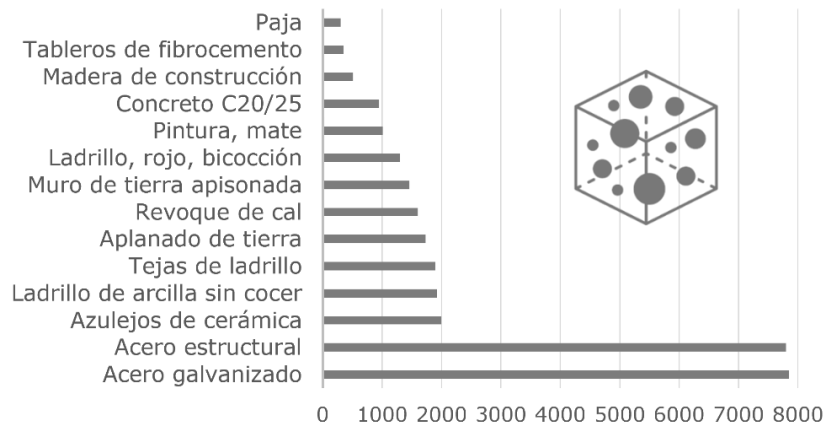 Paja
Tableros de fibrocemento
Madera de construcción
Concreto C20/25
Pintura, mate
Ladrillo, rojo, bicocción
Muro de tierra apisonada
Revoque de cal
Aplanado de tierra
Tejas de ladrillo
Ladrillo de arcilla sin cocer
Azulejos de cerámica
Acero estructural
Acero galvanizado
0 1000 2000 3000 4000 5000 6000 7000 8000